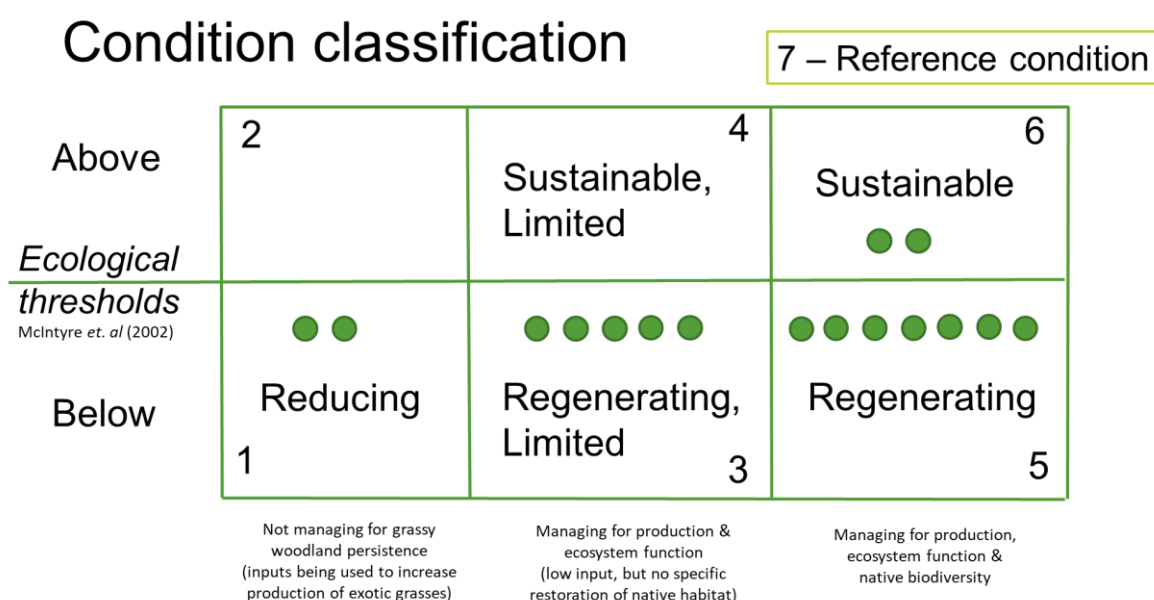 Condition classification
7 – Reference condition
Above
2
4
6
Sustainable,
Limited
Sustainable
Ecological
thresholds
McIntyre et. al (2002)
Below
Reducing
Regenerating,
Limited
Regenerating
1
3
5
Not managing for grassy
woodland persistence
(inputs being used to increase
production of exotic grasses)
Managing for production &
ecosystem function
(low input, but no specific
restoration of native habitat)
Managing for production,
ecosystem function &
native biodiversity